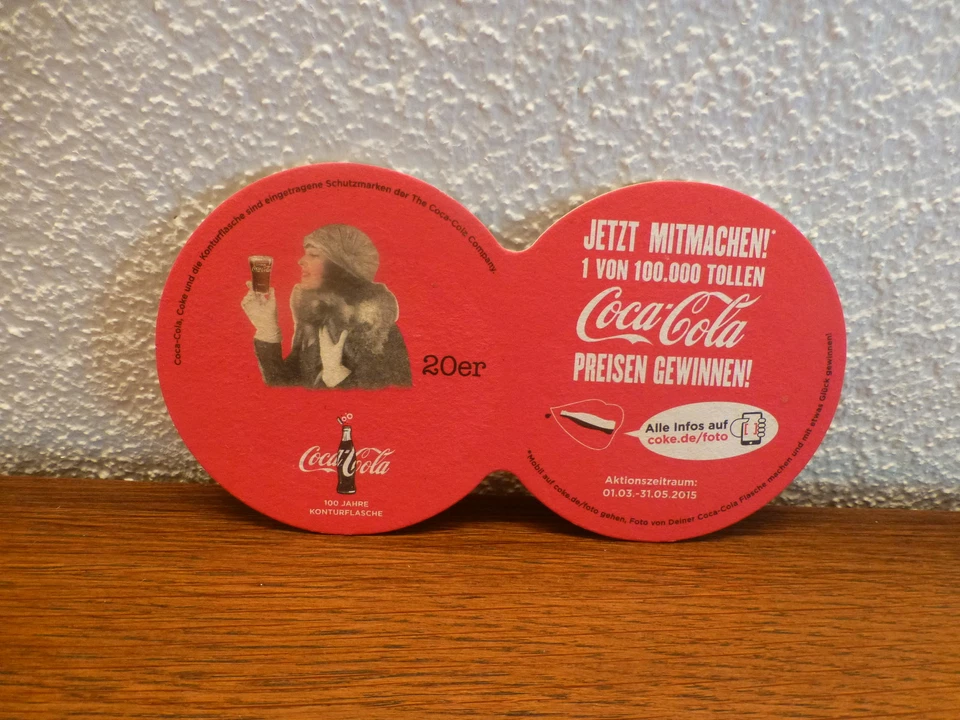 Coca-Cola, Coke und die Konturflasche sind eingetragene Schutzmarken der The Coca-Cola Company.
Coca-Cola
20er
100
Coca-Cola
100 JAHRE
KONTURFLASCHE
JETZT MITMACHEN!*
1 VON 100.000 TOLLEN
Coca-Cola
PREISEN GEWINNEN!
Alle Infos auf
coke.de/foto
Aktionszeitraum:
01.03.-31.05.2015
*Mobil auf coke.de/foto gehen, Foto von Deiner Coca-Cola Flasche machen und mit etwas Glück gewinnen!